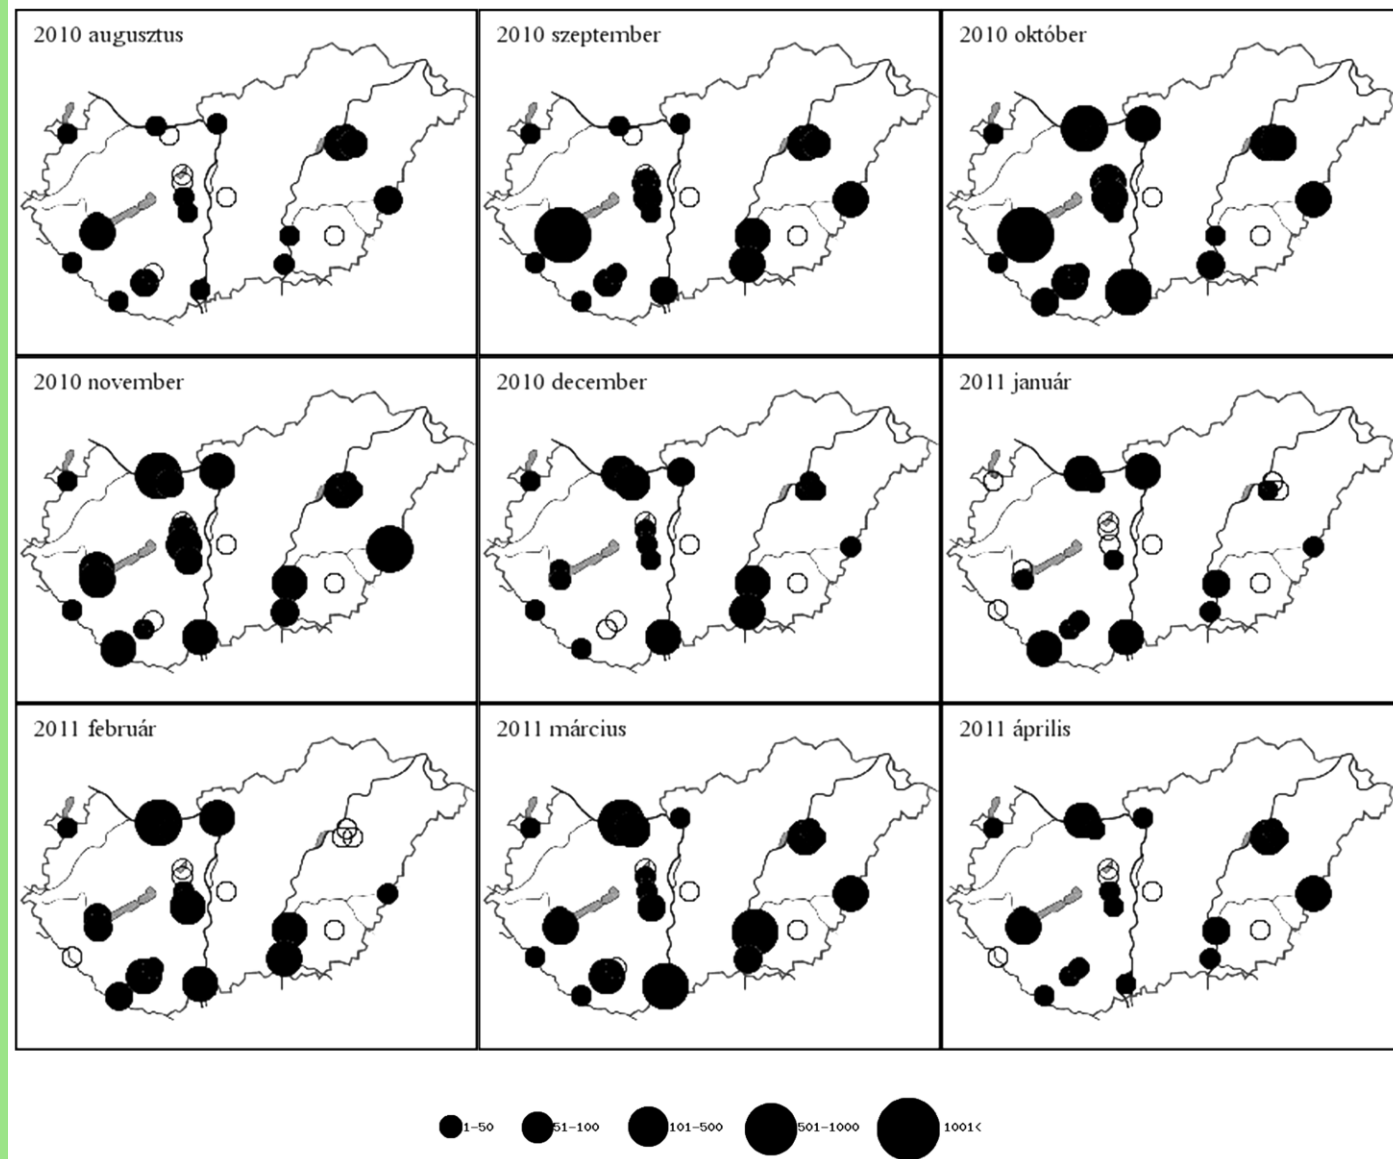 2010 augusztus
2010 szeptember
2010 október
2010 november
2010 december
2011 január
2011 február
2011 március
2011 április
1-50 51-100 101-500 501-1000 1001<